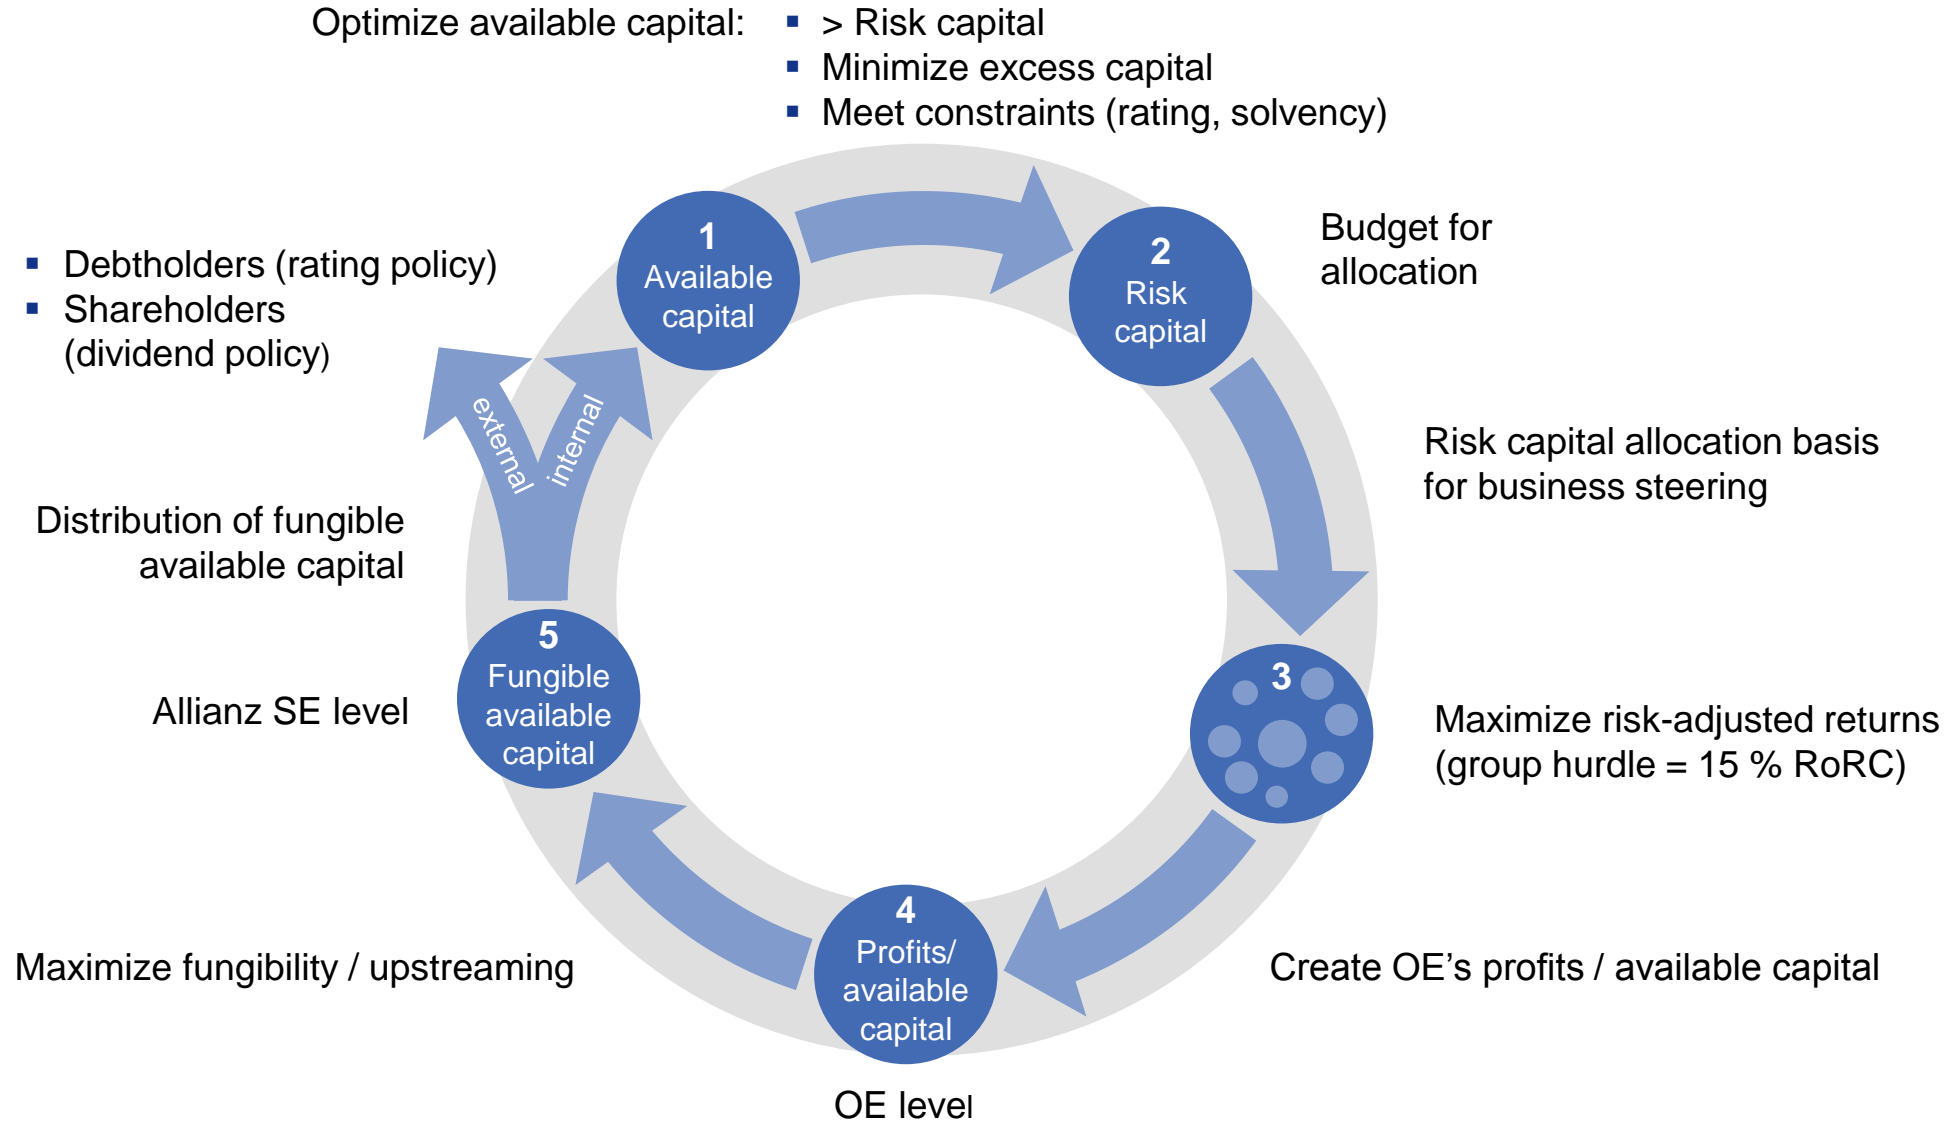 Optimize available capital:
▪ > Risk capital
▪ Minimize excess capital
▪ Meet constraints (rating, solvency)
1
Available
capital
2
Risk
capital
Budget for
allocation
Risk capital allocation basis
for business steering
3
Maximize risk-adjusted returns
(group hurdle = 15 % RoRC)
Create OE’s profits / available capital
4
Profits/
available
capital
OE level
Maximize fungibility / upstreaming
5
Fungible
available
capital
Allianz SE level
Distribution of fungible
available capital
external
internal
▪ Debtholders (rating policy)
▪ Shareholders
(dividend policy)